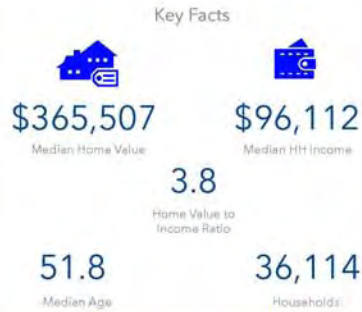 Key Facts
$365,507
Median Home Value
$96,112
Median HH Income
3.8
Home Value to
Income Ratio
51.8
Median Age
36,114
Households